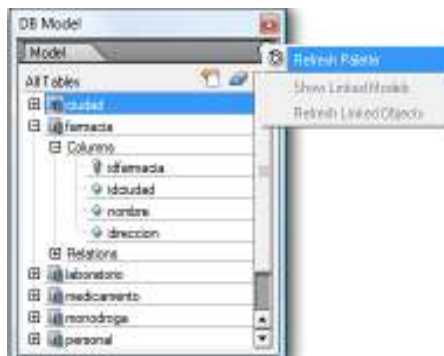 DB Model
Model
Refresh Palette
All Tables
Show Linked Models
ciudad
Refresh Linked Objects
farmacia
Columns
idfarmacia
idciudad
nombre
direccion
Relations
laboratorio
medicamento
monodroga
personal